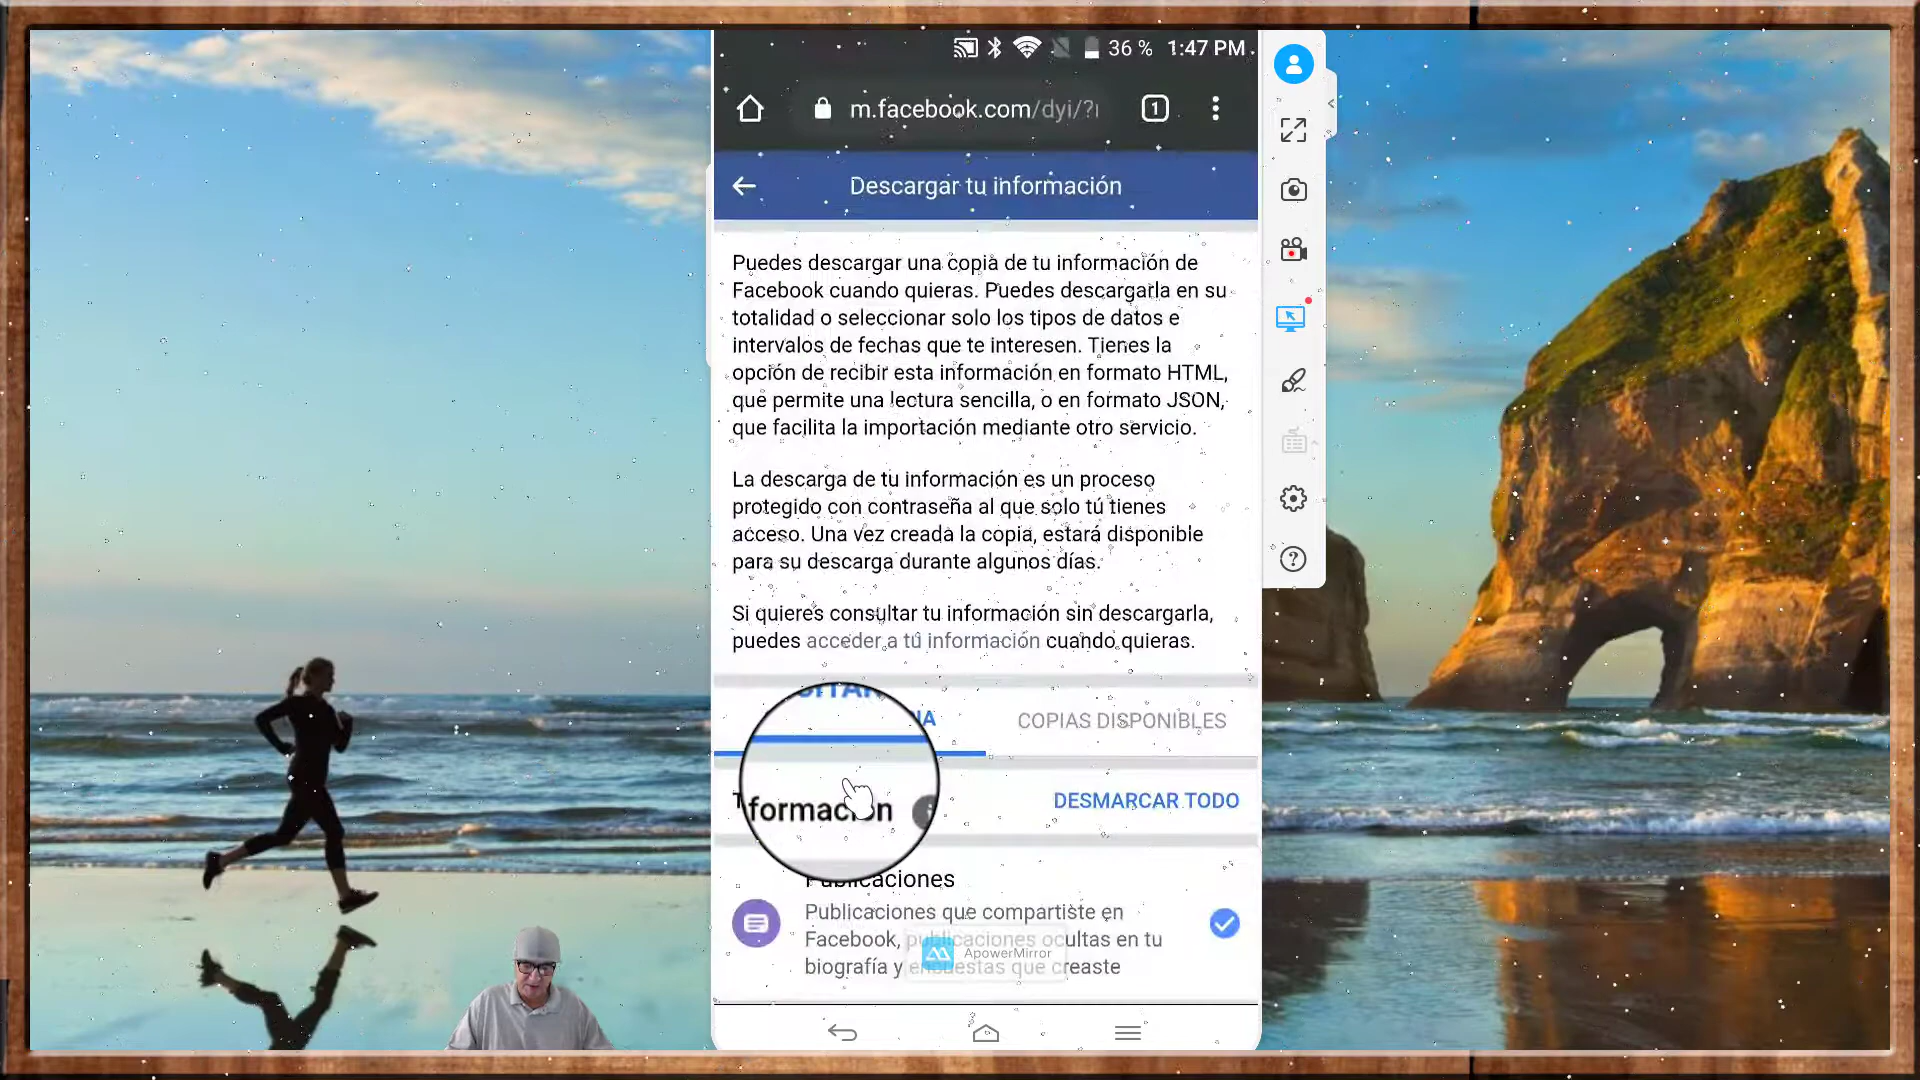 36 % 1:47 PM
m.facebook.com/dyi/?
1
Descargar tu información
Puedes descargar una copia de tu información de
Facebook cuando quieras. Puedes descargarla en su
totalidad o seleccionar solo los tipos de datos e
intervalos de fechas que te interesen. Tienes la
opción de recibir esta información en formato HTML,
que permite una lectura sencilla, o en formato JSON,
que facilita la importación mediante otro servicio.
La descarga de tu información es un proceso
protegido con contraseña al que solo tú tienes
acceso. Una vez creada la copia, estará disponible
para su descarga durante algunos días.
Si quieres consultar tu información sin descargarla,
puedes acceder a tu información cuando quieras.
COPIAS DISPONIBLES
formación
DESMARCAR TODO
Publicaciones
Publicaciones que compartiste en
Facebook, publicaciones ocultas en tu
biografía y encuestas que creaste
ApowerMirror